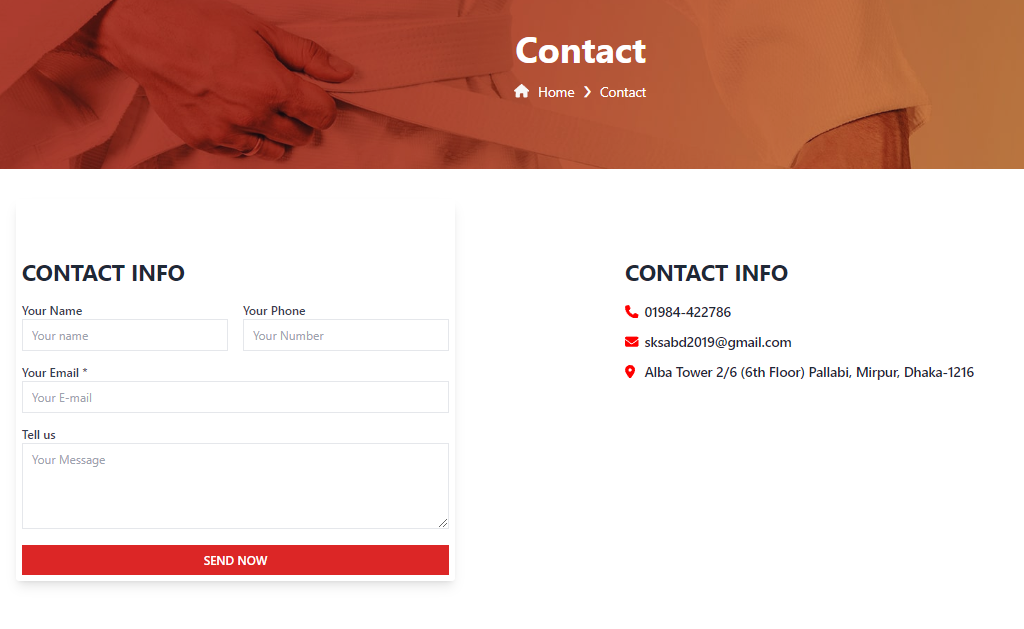 Contact
Home > Contact
CONTACT INFO
Your Name
Your name
Your Phone
Your Number
Your Email *
Your E-mail
Tell us
Your Message
SEND NOW
CONTACT INFO
01984-422786
sksabd2019@gmail.com
Alba Tower 2/6 (6th Floor) Pallabi, Mirpur, Dhaka-1216